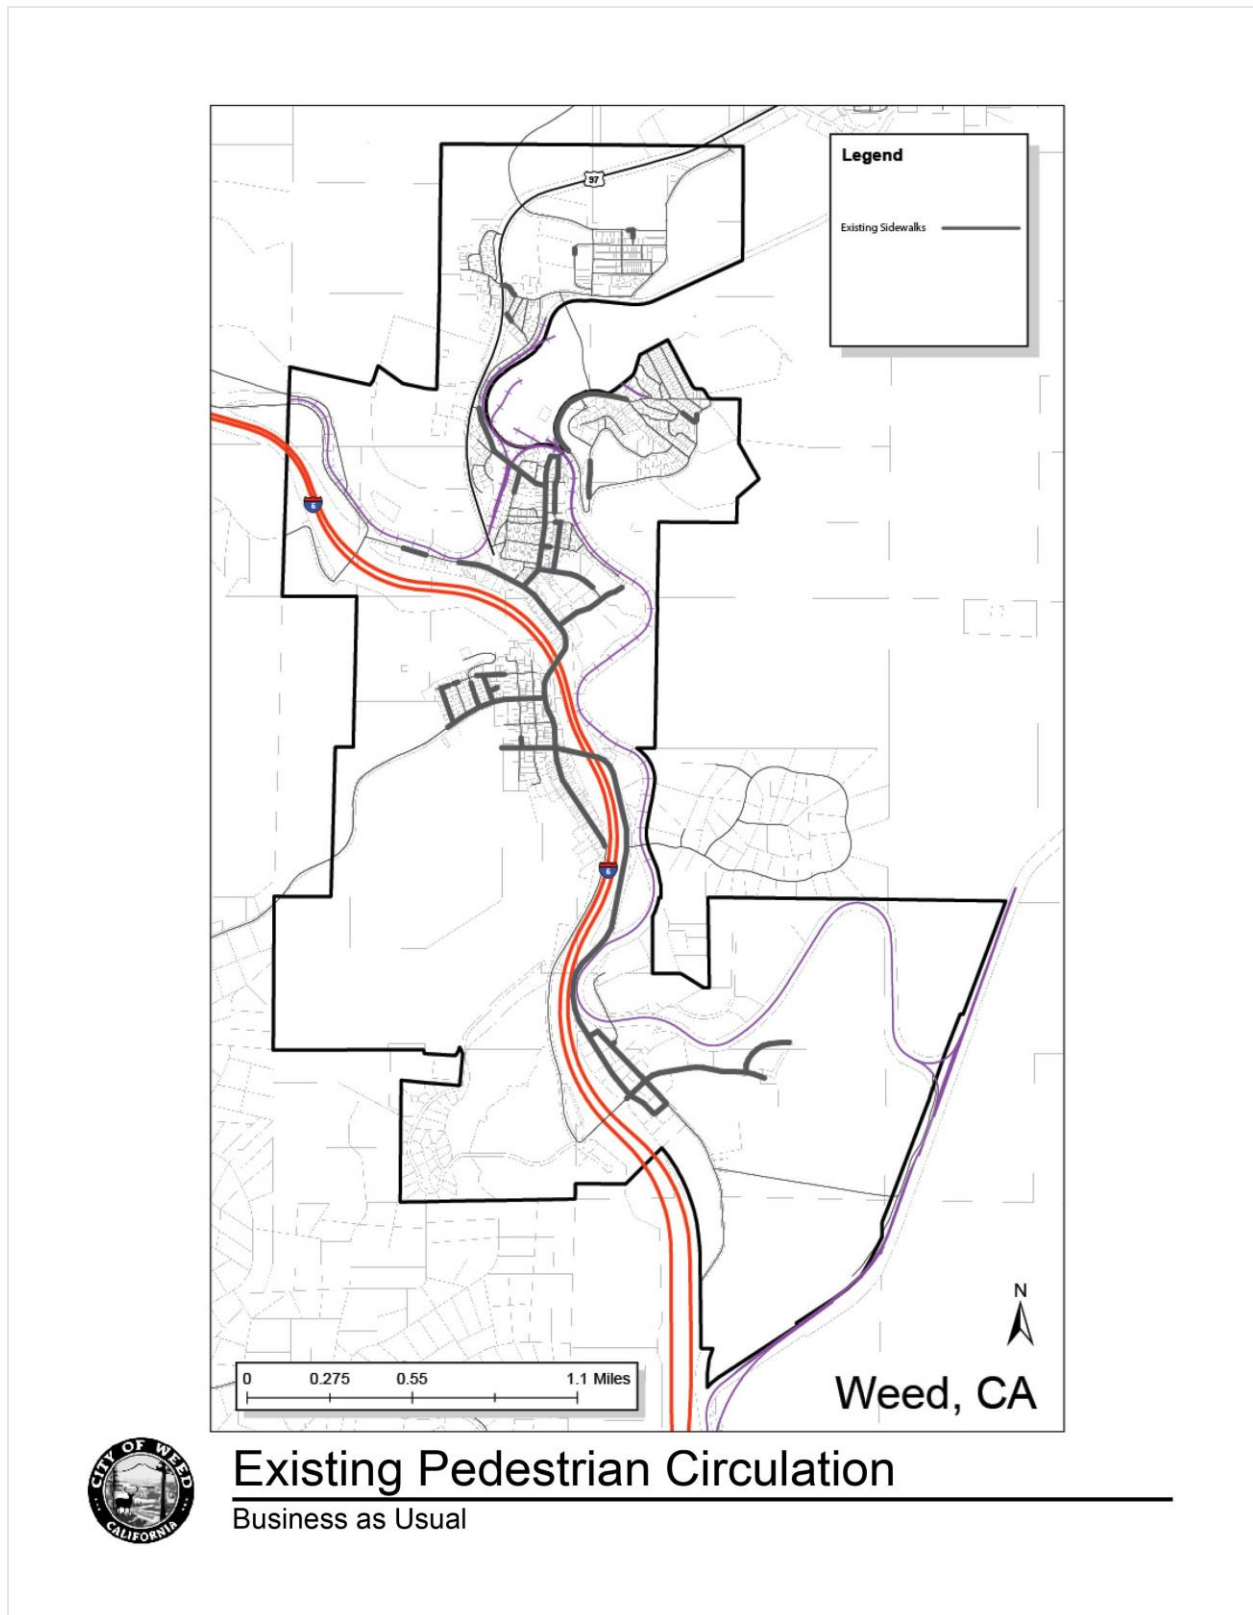 Legend
Existing Sidewalks
97
5
5
N
0 0.275 0.55 1.1 Miles
Weed, CA
CITY OF WEED
CALIFORNIA
Existing Pedestrian Circulation
Business as Usual